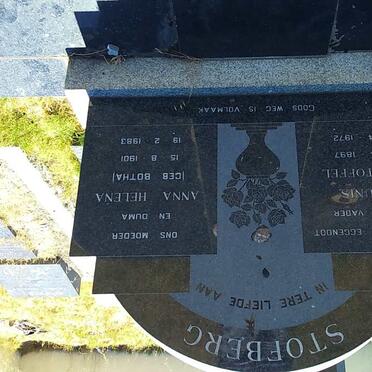 STOFBERG
IN TERE LIEFDE AAN
EGGENOOT
VADER
UNIS
TOFFEL
1897
1972
ONS MOEDER
EN OUMA
ANNA HELENA
(GEB BOTHA)
15 8 1901
19 2 1983
GODS WEG IS VOLMAAK